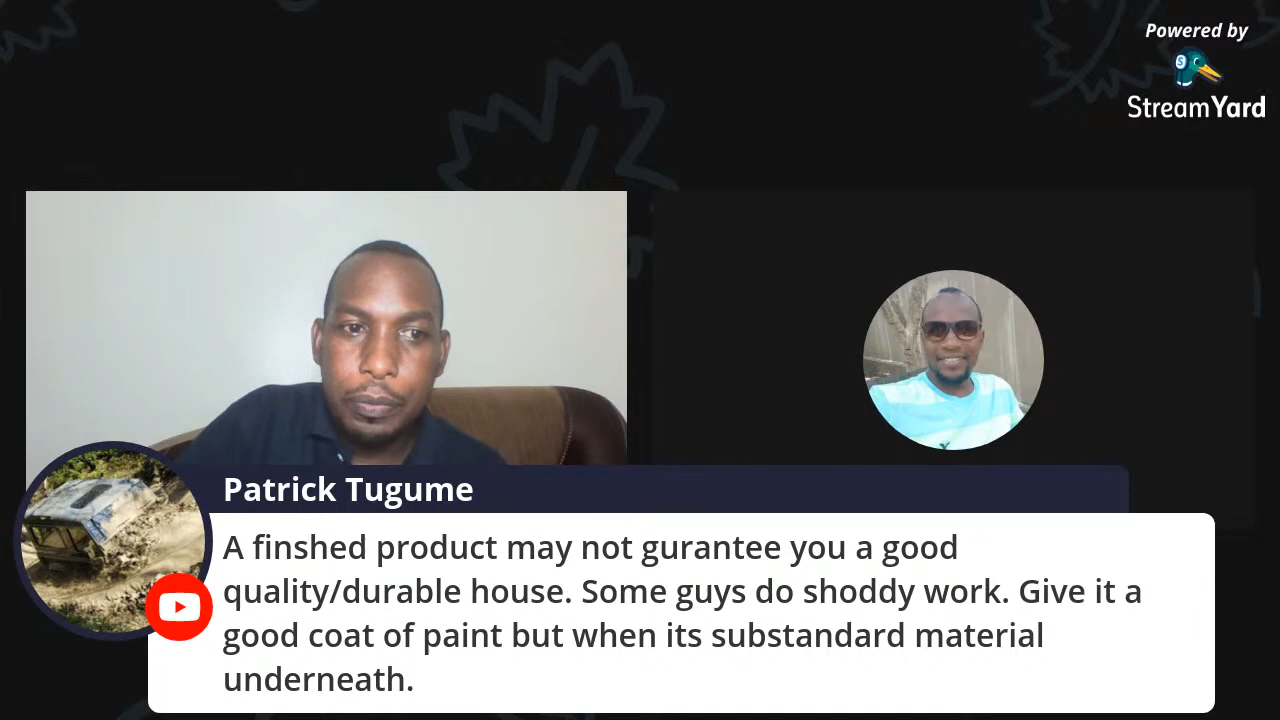 Powered by
StreamYard
Patrick Tugume
A finshed product may not gurantee you a good
quality/durable house. Some guys do shoddy work. Give it a
good coat of paint but when its substandard material
underneath.